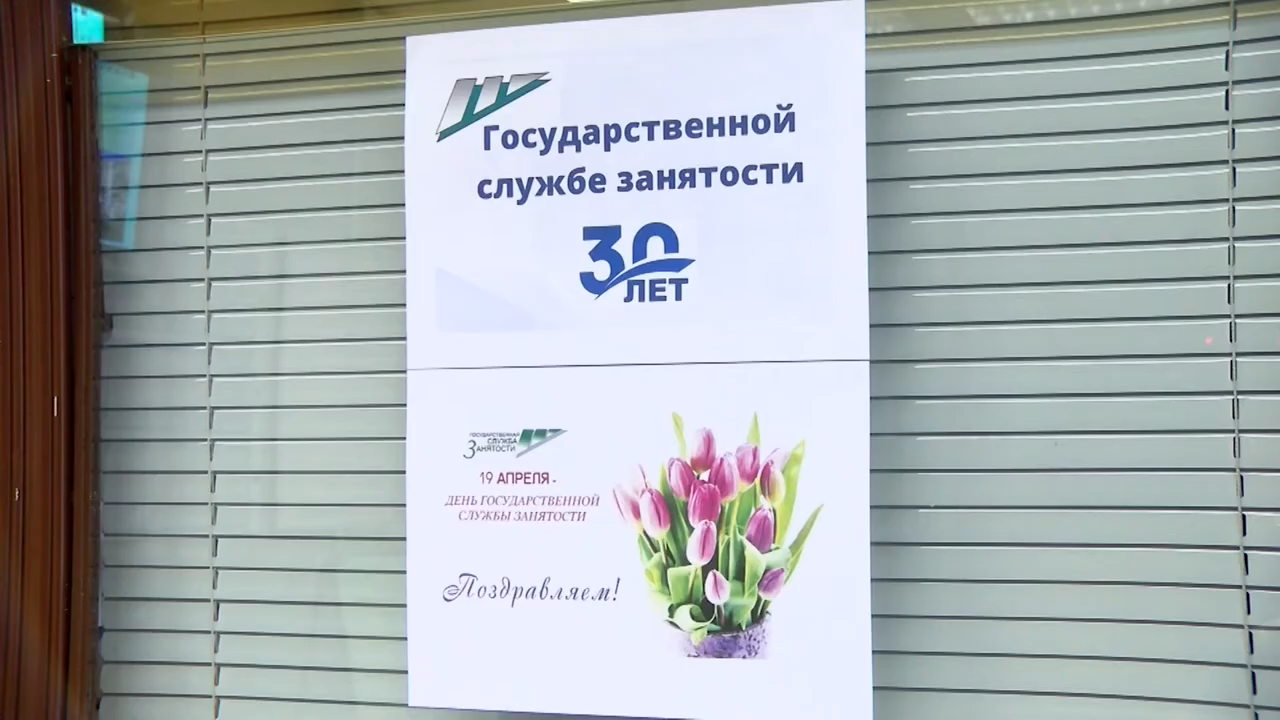 Государственной
службе занятости
30
ЛЕТ
ГОСУДАРСТВЕННАЯ
СЛУЖБА
ЗАНЯТОСТИ
19 АПРЕЛЯ -
ДЕНЬ ГОСУДАРСТВЕННОЙ
СЛУЖБЫ ЗАНЯТОСТИ
Поздравляем!